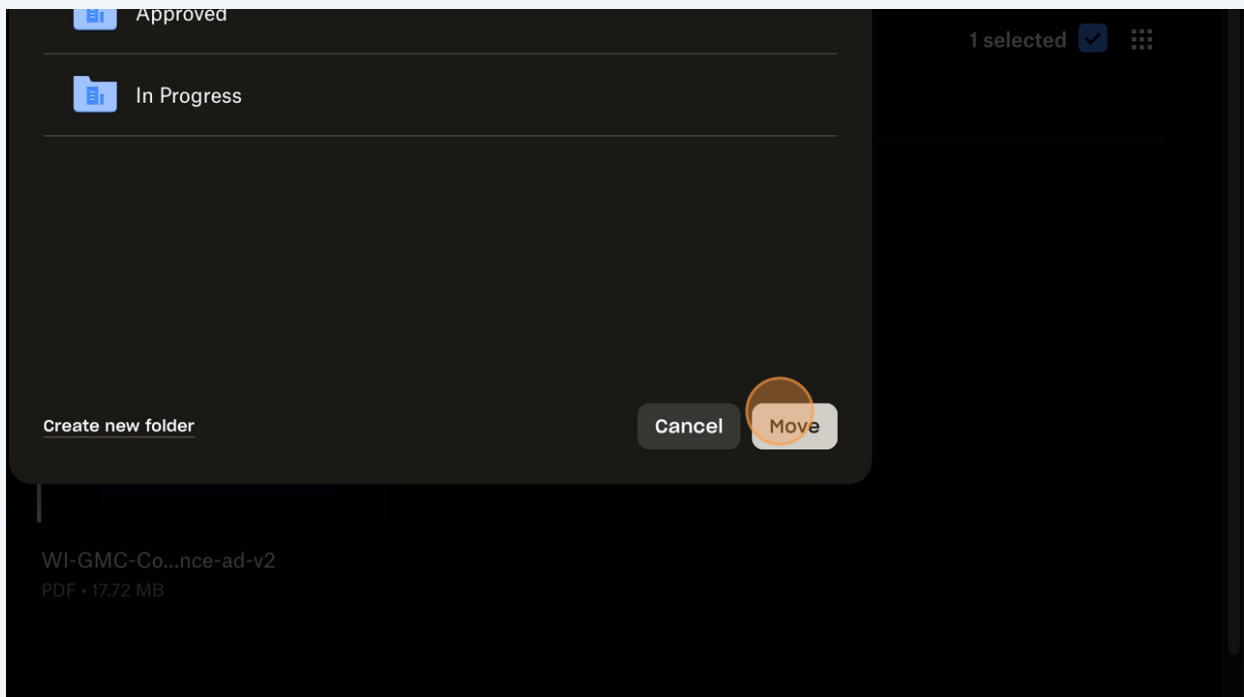 Approved
1 selected
In Progress
Create new folder
Cancel
Move
WI-GMC-Co...nce-ad-v2
PDF • 17.72 MB